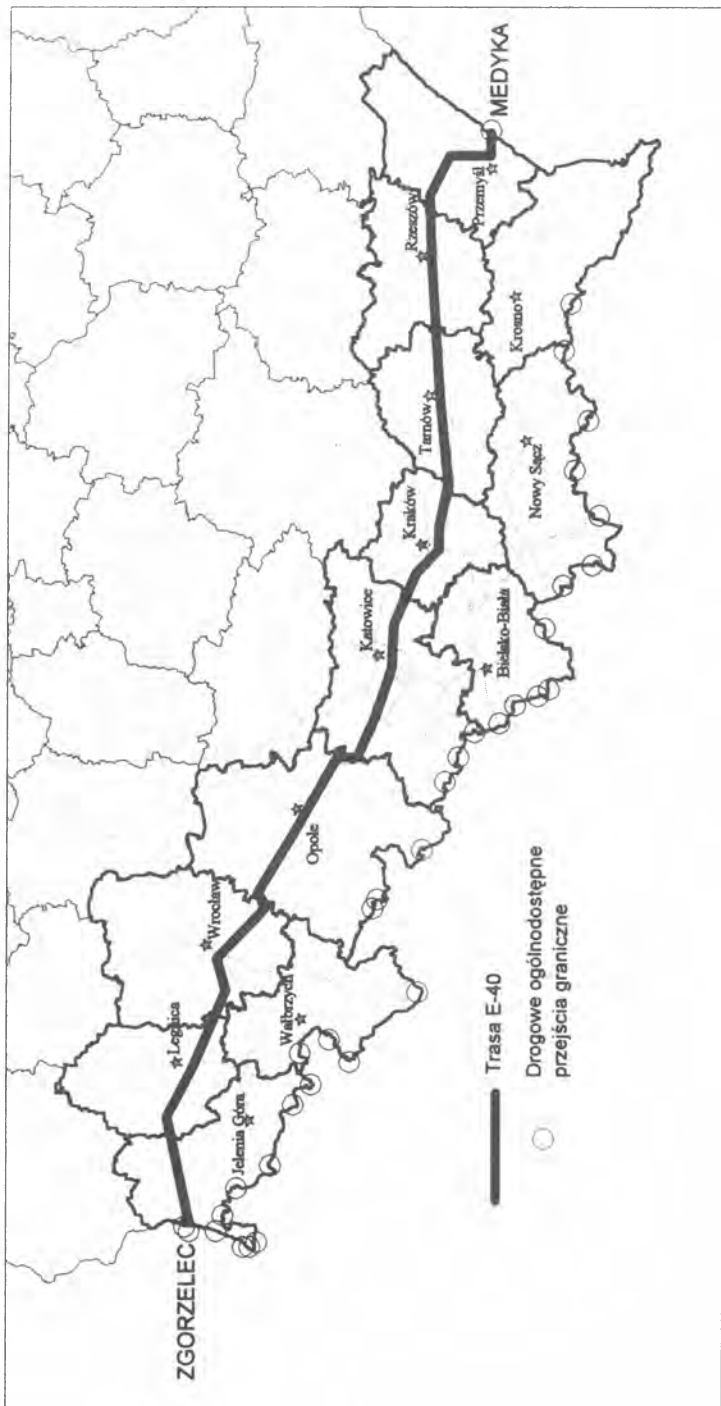 ZGORZELEC
Legnica
Jelenia Góra
Wałbrzych
Wrocław
Opole
Katowice
Bielsko-Biała
Kraków
Tarnów
Nowy Sącz
Rzeszów
Krosno
Przemyśl
MEDYKA
Trasa E-40
Drogowe ogólnodostępne
przejścia graniczne